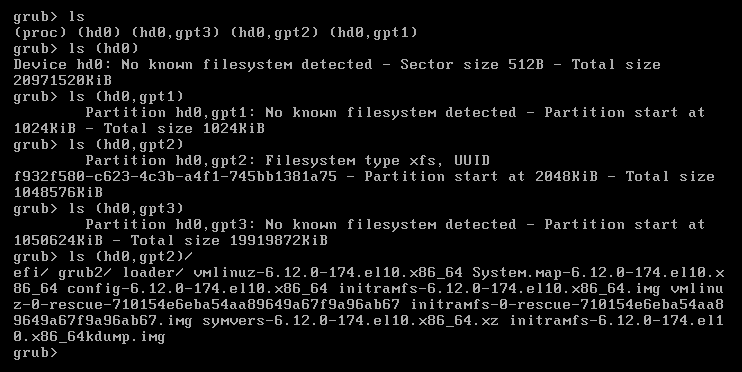 grub> ls
(proc) (hd0) (hd0,gpt3) (hd0,gpt2) (hd0,gpt1)
grub> ls (hd0)
Device hd0: No known filesystem detected - Sector size 512B - Total size
20971520KiB
grub> ls (hd0,gpt1)
        Partition hd0,gpt1: No known filesystem detected - Partition start at
1024KiB - Total size 1024KiB
grub> ls (hd0,gpt2)
        Partition hd0,gpt2: Filesystem type xfs, UUID
f932f580-c623-4c3b-a4f1-745bb1381a75 - Partition start at 2048KiB - Total size
1048576KiB
grub> ls (hd0,gpt3)
        Partition hd0,gpt3: No known filesystem detected - Partition start at
1050624KiB - Total size 19919872KiB
grub> ls (hd0,gpt2)/
efi/ grub2/ loader/ vmlinuz-6.12.0-174.el10.x86_64 System.map-6.12.0-174.el10.x
86_64 config-6.12.0-174.el10.x86_64 initramfs-6.12.0-174.el10.x86_64.img vmlinu
z-0-rescue-710154e6eba54aa89649a67f9a96ab67 initramfs-0-rescue-710154e6eba54aa8
9649a67f9a96ab67.img symvers-6.12.0-174.el10.x86_64.xz initramfs-6.12.0-174.el1
0.x86_64kdump.img
grub>